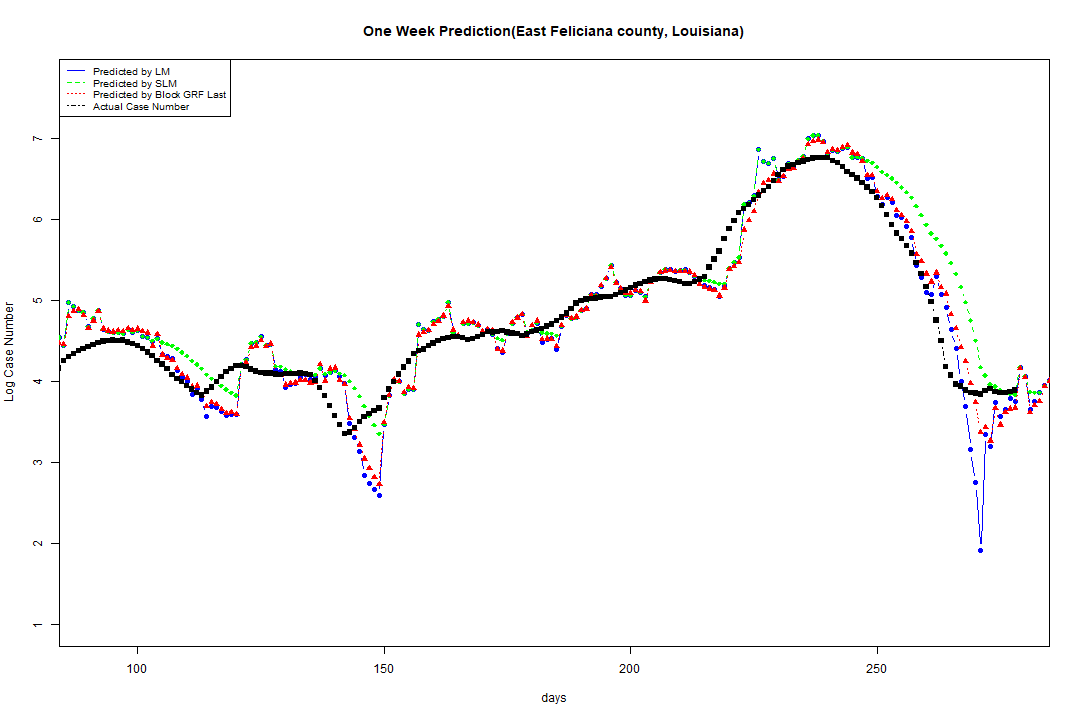 One Week Prediction(East Feliciana county, Louisiana)
Predicted by LM
Predicted by SLM
Predicted by Block GRF Last
Actual Case Number
Log Case Number
7
6
5
4
3
2
1
100 150 200 250
days